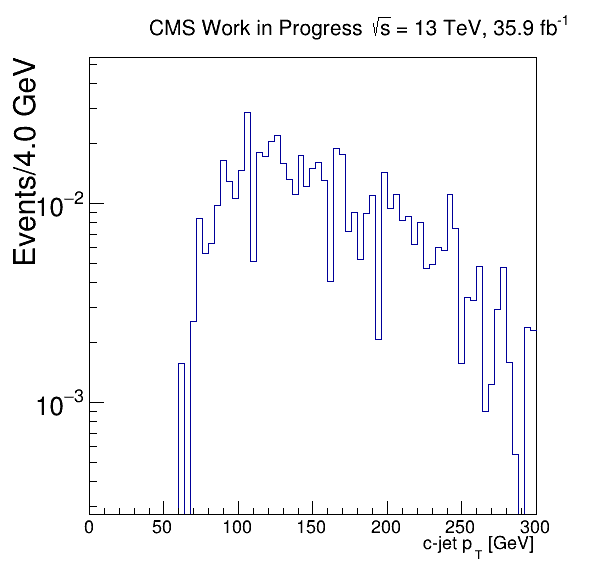 CMS Work in Progress √s = 13 TeV, 35.9 fb⁻¹
Events/4.0 GeV
10⁻²
10⁻³
0 50 100 150 200 250 300
c-jet p_T [GeV]